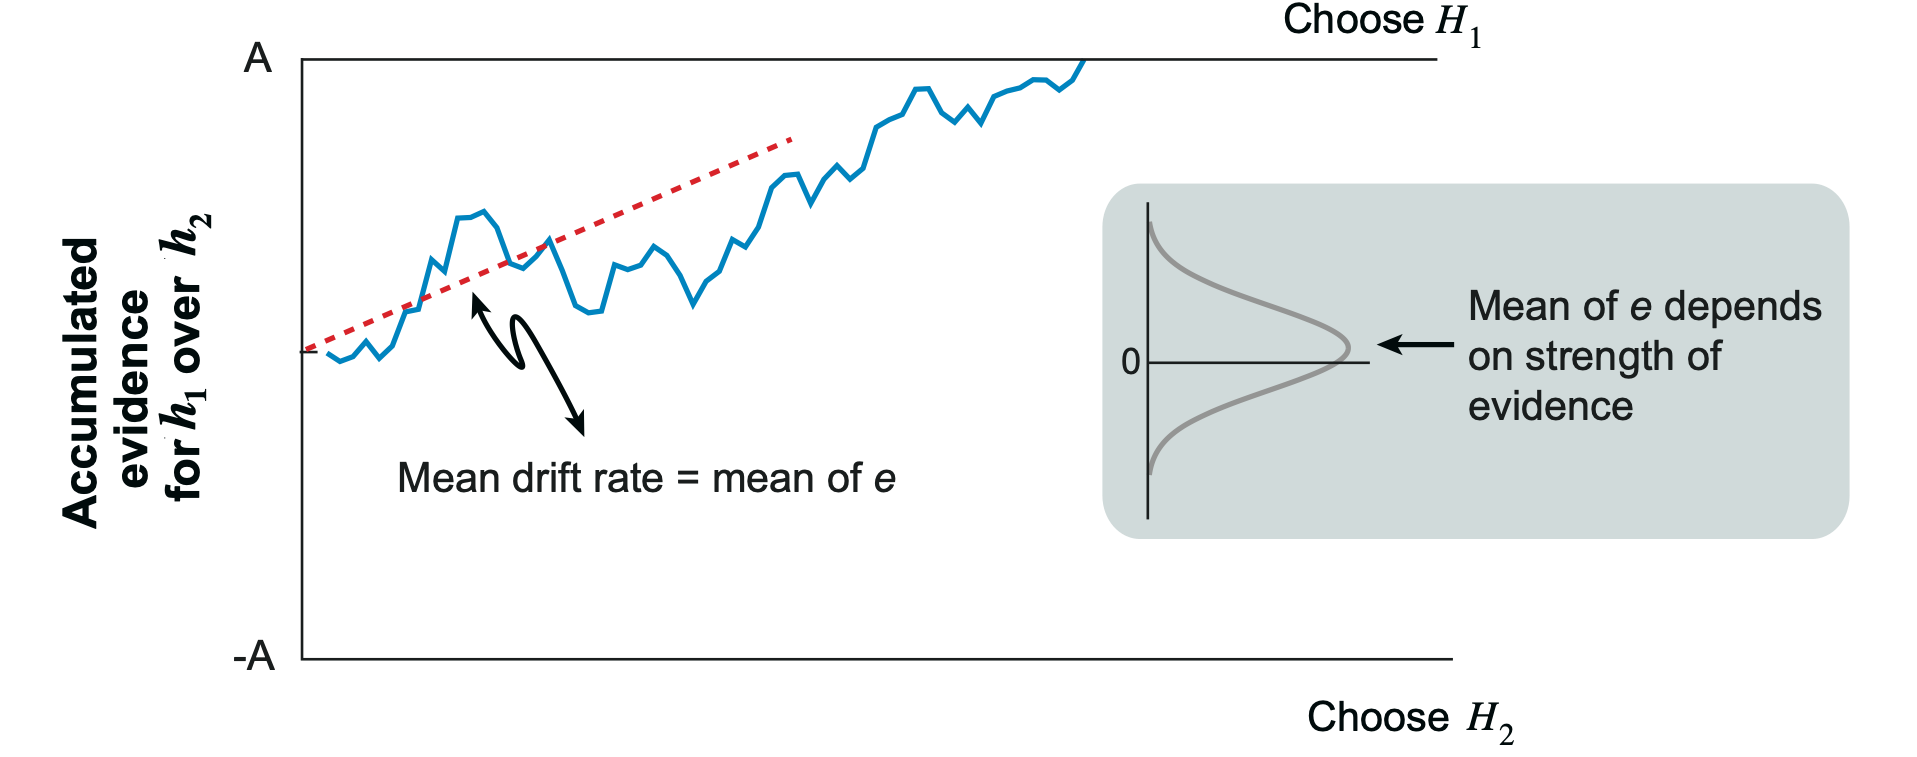 Choose H1
A
Accumulated
evidence
for h1 over h2
Mean of e depends
0
on strength of
evidence
Mean drift rate = mean of e
-A
Choose H2